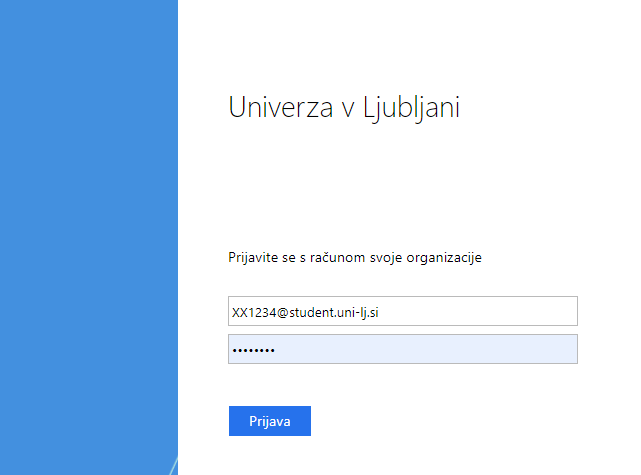 Univerza v Ljubljani
Prijavite se s računom svoje organizacije
XX1234@student.uni-lj.si
••••••••
Prijava